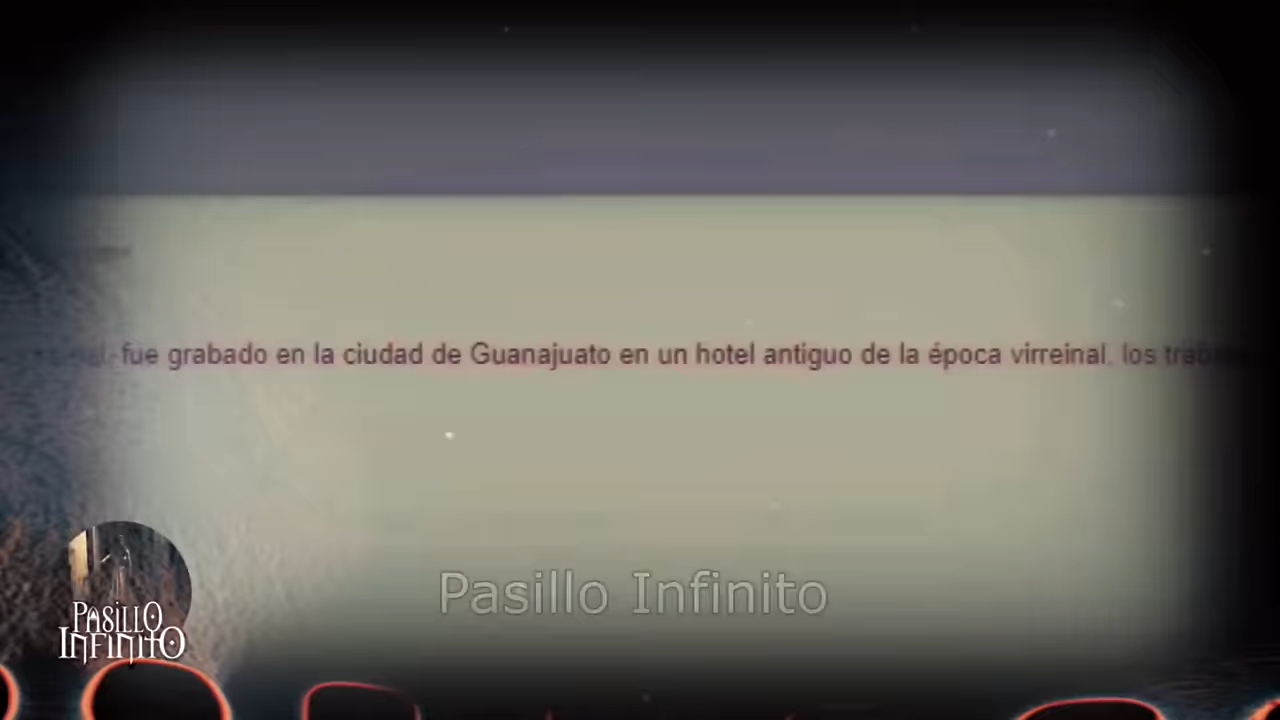 fue grabado en la ciudad de Guanajuato en un hotel antiguo de la época virreinal, los
Pasillo Infinito
PASILLO
INFINITO